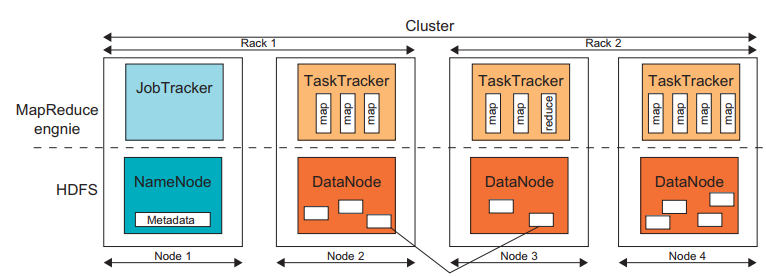 Cluster
Rack 1
Rack 2
JobTracker
TaskTracker
TaskTracker
TaskTracker
MapReduce
engnie
map
map
map
map
map
reduce
map
map
map
map
HDFS
NameNode
DataNode
DataNode
DataNode
Metadata
Node 1
Node 2
Node 3
Node 4